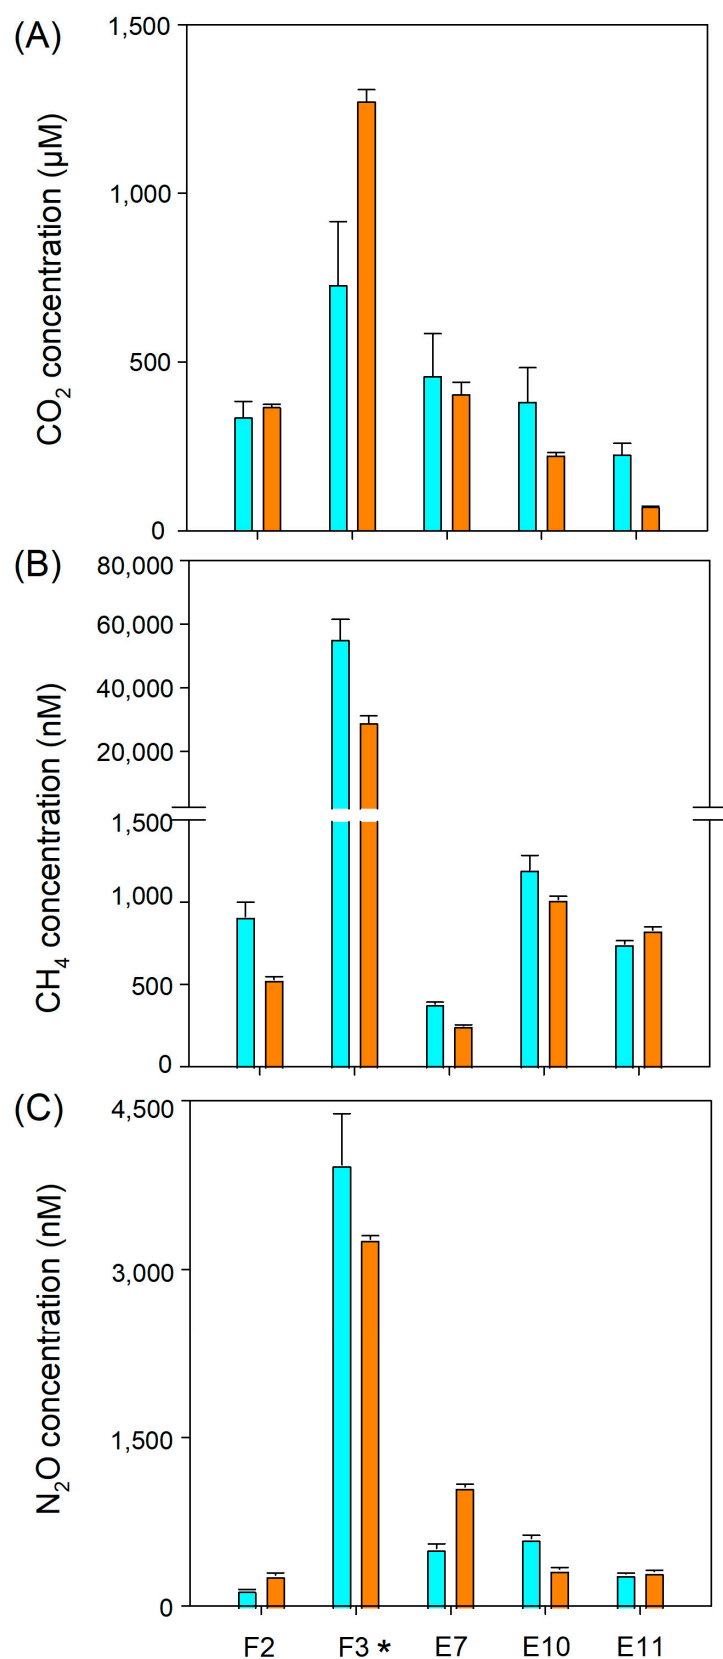 (A)
CO2 concentration (µM)
1,500
1,000
500
0
(B)
CH4 concentration (nM)
80,000
60,000
40,000
20,000
1,500
1,000
500
0
(C)
N2O concentration (nM)
4,500
3,000
1,500
0
F2 F3 * E7 E10 E11